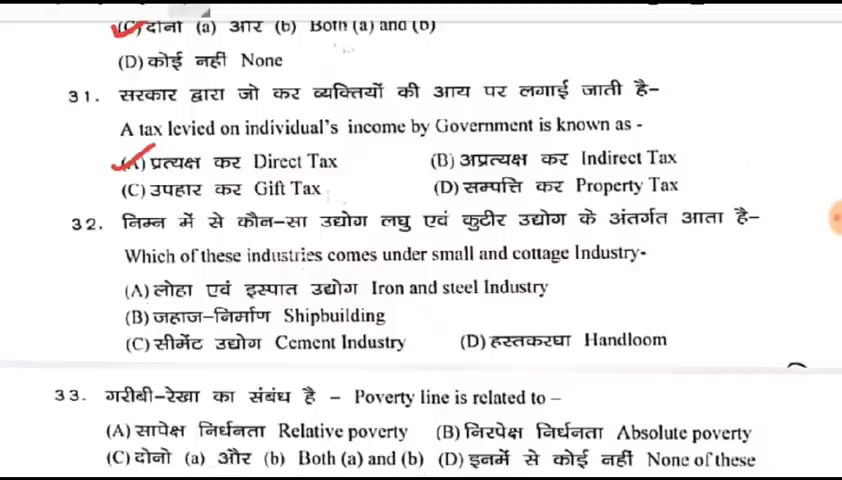 (C) दोनों (a) और (b) Both (a) and (b)
(D) कोई नहीं None
31. सरकार द्वारा जो कर व्यक्तियों की आय पर लगाई जाती है-
A tax levied on individual's income by Government is known as -
(A) प्रत्यक्ष कर Direct Tax (B) अप्रत्यक्ष कर Indirect Tax
(C) उपहार कर Gift Tax (D) सम्पत्ति कर Property Tax
32. निम्न में से कौन-सा उद्योग लघु एवं कुटीर उद्योग के अंतर्गत आता है-
Which of these industries comes under small and cottage Industry-
(A) लोहा एवं इस्पात उद्योग Iron and steel Industry
(B) जहाज-निर्माण Shipbuilding
(C) सीमेंट उद्योग Cement Industry (D) हस्तकरघा Handloom
33. गरीबी-रेखा का संबंध है - Poverty line is related to -
(A) सापेक्ष निर्धनता Relative poverty (B) निरपेक्ष निर्धनता Absolute poverty
(C) दोनों (a) और (b) Both (a) and (b) (D) इनमें से कोई नहीं None of these